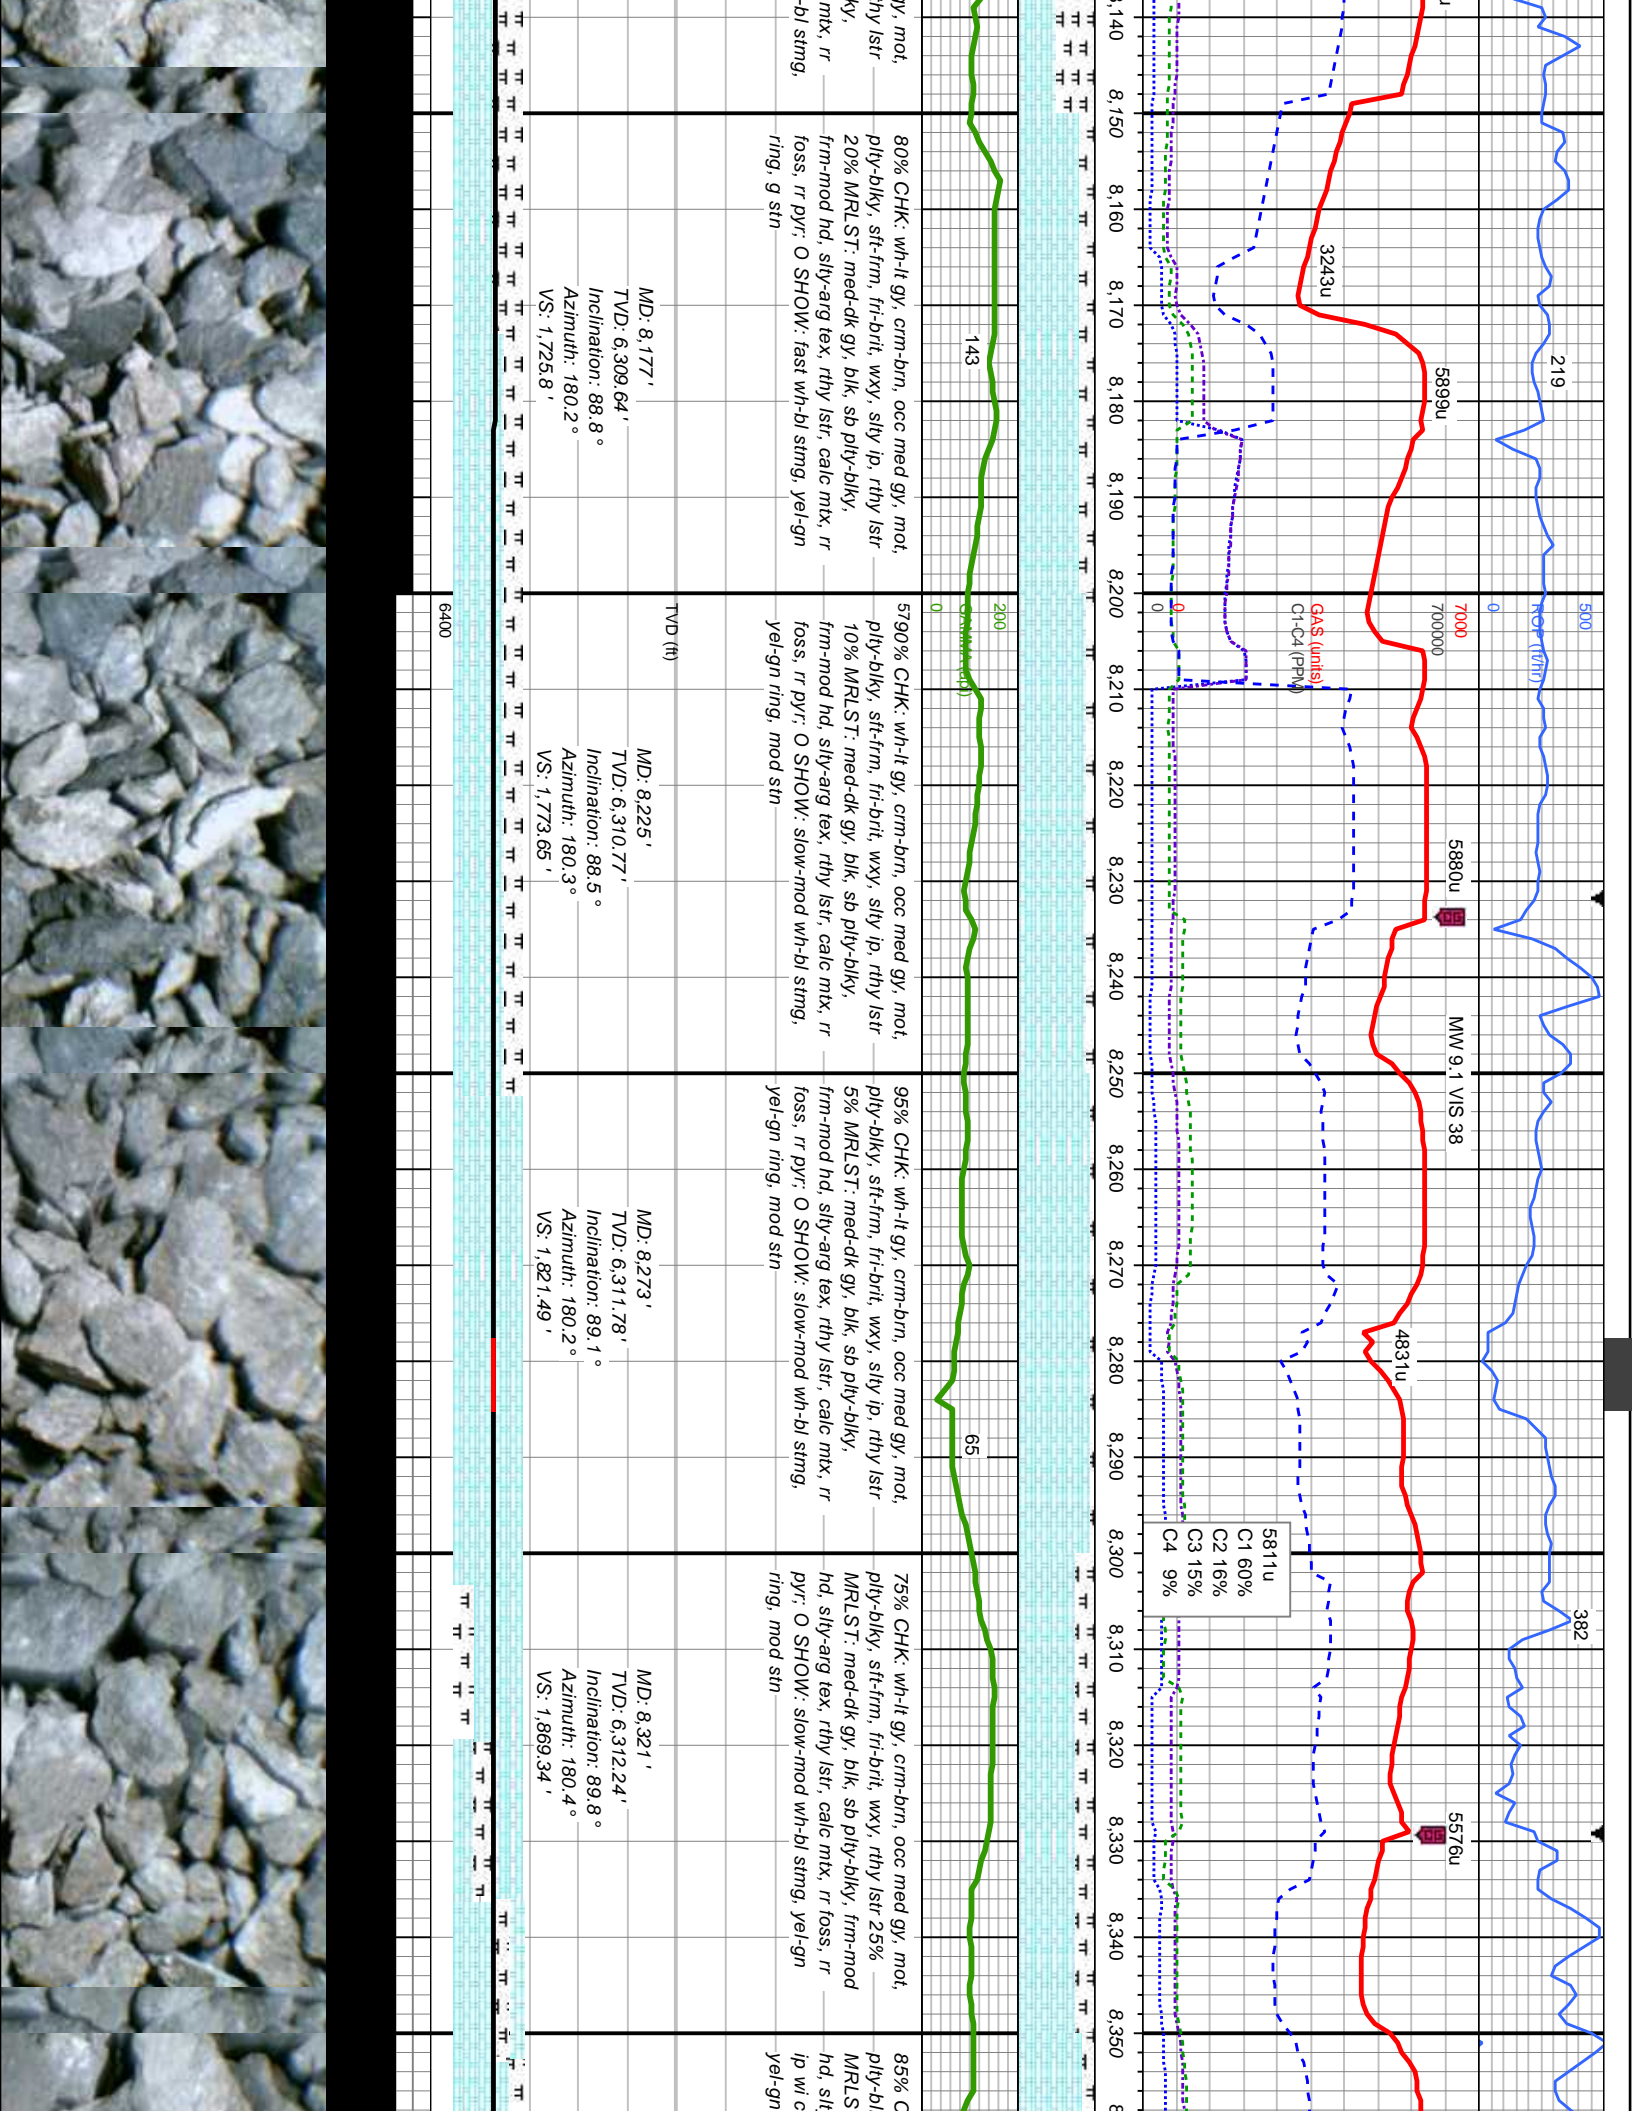 500
ROP (ft/hr)
0
219
382
7000
700000
GAS (units)
C1-C4 (PPM)
0
0
3243u
5899u
5880u
MW 9.1 VIS 38
4831u
5811u
C1 60%
C2 16%
C3 15%
C4 9%
5576u
8,150
8,160
8,170
8,180
8,190
8,200
8,210
8,220
8,230
8,240
8,250
8,260
8,270
8,280
8,290
8,300
8,310
8,320
8,330
8,340
8,350
200
0
143
65
gy, mot,
hy lstr
ky,
mtx, rr
-bl stmg,
80% CHK: wh-lt gy, crm-brn, occ med gy, mot,
plty-blky, sft-frm, fri-brit, wxy, slty ip, rthy lstr
20% MRLST: med-dk gy. blk, sb plty-blky,
frm-mod hd, slty-arg tex, rthy lstr, calc mtx, rr
foss, rr pyr; O SHOW: fast wh-bl stmg, yel-gn
ring, g stn
MD: 8,177'
TVD: 6,309.64'
Inclination: 88.8°
Azimuth: 180.2°
VS: 1,725.8'
90% CHK: wh-lt gy, crm-brn, occ med gy, mot,
plty-blky, sft-frm, fri-brit, wxy, slty ip, rthy lstr
10% MRLST: med-dk gy, blk, sb plty-blky,
frm-mod hd, slty-arg tex, rthy lstr, calc mtx, rr
foss, rr pyr; O SHOW: slow-mod wh-bl stmg,
yel-gn ring, mod stn
TVD (ft)
6400
MD: 8,225'
TVD: 6,310.77'
Inclination: 88.5°
Azimuth: 180.3°
VS: 1,773.65'
95% CHK: wh-lt gy, crm-brn, occ med gy, mot,
plty-blky, sft-frm, fri-brit, wxy, slty ip, rthy lstr
5% MRLST: med-dk gy, blk, sb plty-blky,
frm-mod hd, slty-arg tex, rthy lstr, calc mtx, rr
foss, rr pyr; O SHOW: slow-mod wh-bl stmg,
yel-gn ring, mod stn
MD: 8,273'
TVD: 6,311.78'
Inclination: 89.1°
Azimuth: 180.2°
VS: 1,821.49'
75% CHK: wh-lt gy, crm-brn, occ med gy, mot,
plty-blky, sft-frm, fri-brit, wxy, rthy lstr 25%
MRLST: med-dk gy, blk, sb plty-blky, frm-mod
hd, slty-arg tex, rthy lstr, calc mtx, rr foss, rr
pyr; O SHOW: slow-mod wh-bl stmg, yel-gn
ring, mod stn
MD: 8,321'
TVD: 6,312.24'
Inclination: 89.8°
Azimuth: 180.4°
VS: 1,869.34'
85% C
plty-bl
MRLS
hd, slt
ip wi c
yel-gn